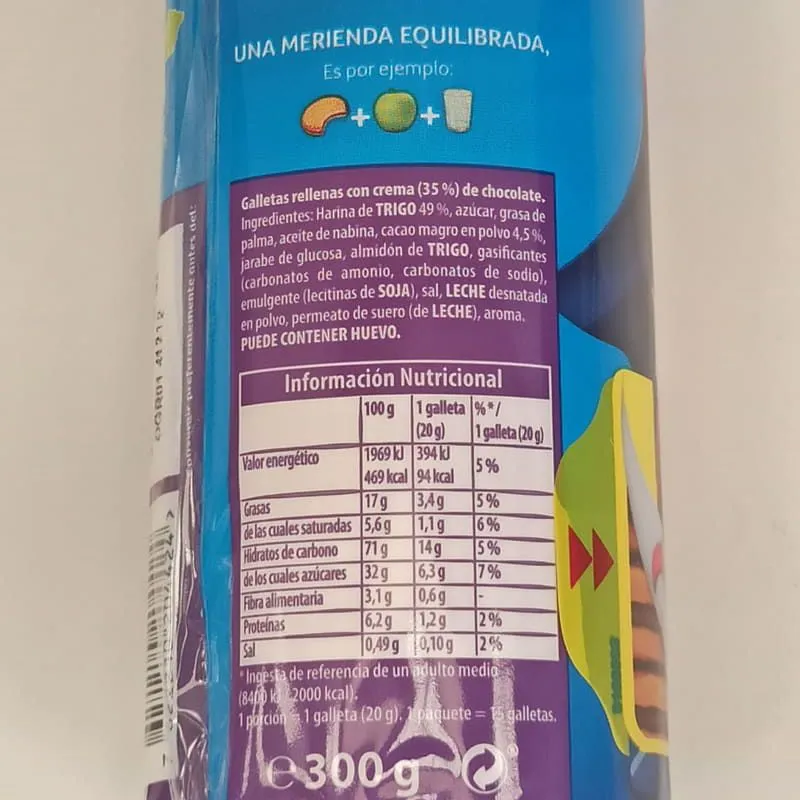 UNA MERIENDA EQUILIBRADA,
Es por ejemplo:
+ +
Galletas rellenas con crema (35 %) de chocolate.
Ingredientes: Harina de TRIGO 49 %, azúcar, grasa de
palma, aceite de nabina, cacao magro en polvo 4,5 %,
jarabe de glucosa, almidón de TRIGO, gasificantes
(carbonatos de amonio, carbonatos de sodio),
emulgente (lecitinas de SOJA), sal, LECHE desnatada
en polvo, permeato de suero (de LECHE), aroma.
PUEDE CONTENER HUEVO.
Información Nutricional
100 g 1 galleta (20 g) %*/ 1 galleta (20 g)
Valor energético 1969 kJ 394 kJ 5 %
469 kcal 94 kcal
Grasas 17 g 3,4 g 5 %
de las cuales saturadas 5,6 g 1,1 g 6 %
Hidratos de carbono 71 g 14 g 5 %
de los cuales azúcares 32 g 6,3 g 7 %
Fibra alimentaria 3,1 g 0,6 g -
Proteínas 6,2 g 1,2 g 2 %
Sal 0,49 g 0,10 g 2 %
* Ingesta de referencia de un adulto medio
(8400 kJ / 2000 kcal).
1 porción = 1 galleta (20 g). 1 paquete = 15 galletas.
e 300 g
Consumir preferentemente antes del: